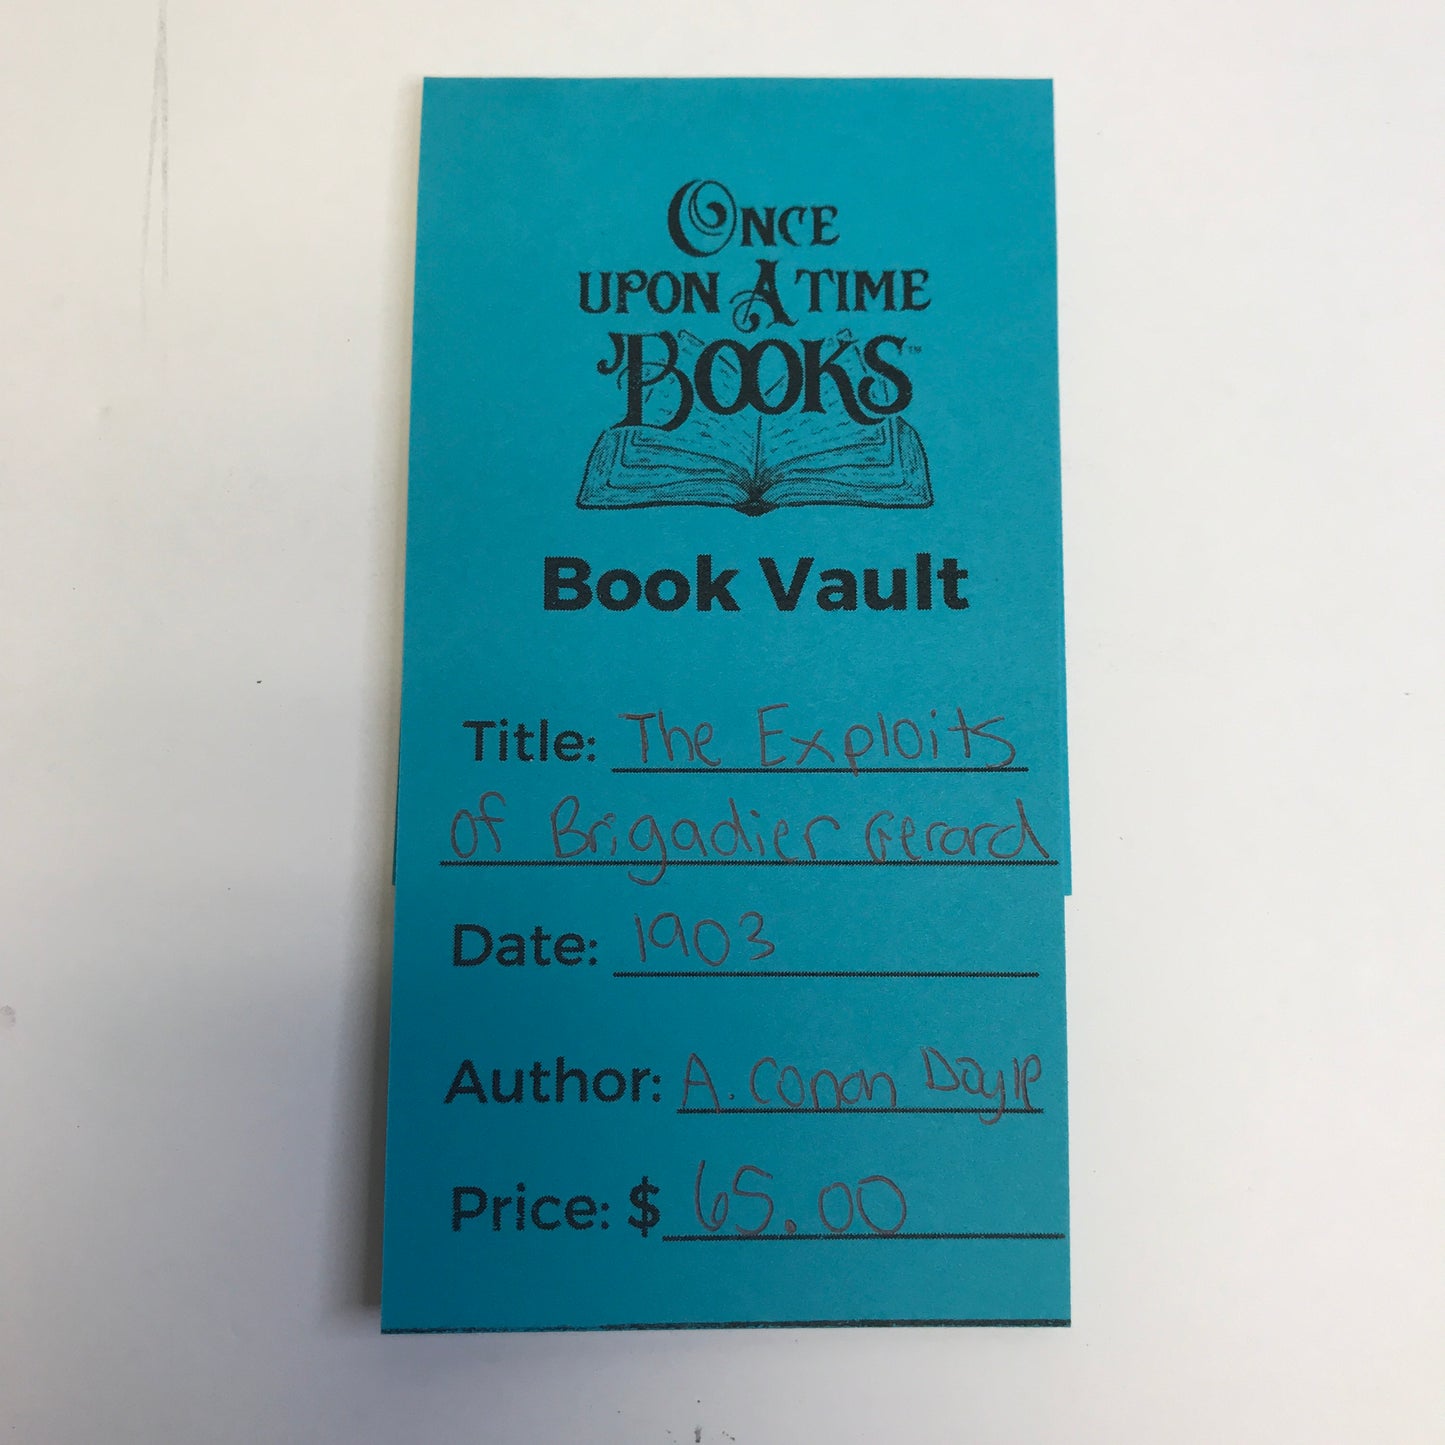 ONCE
UPON A TIME
BOOKS™
Book Vault
Title: The Exploits
of Brigadier Gerard
Date: 1903
Author: A. Conan Doyle
Price: $ 65.00